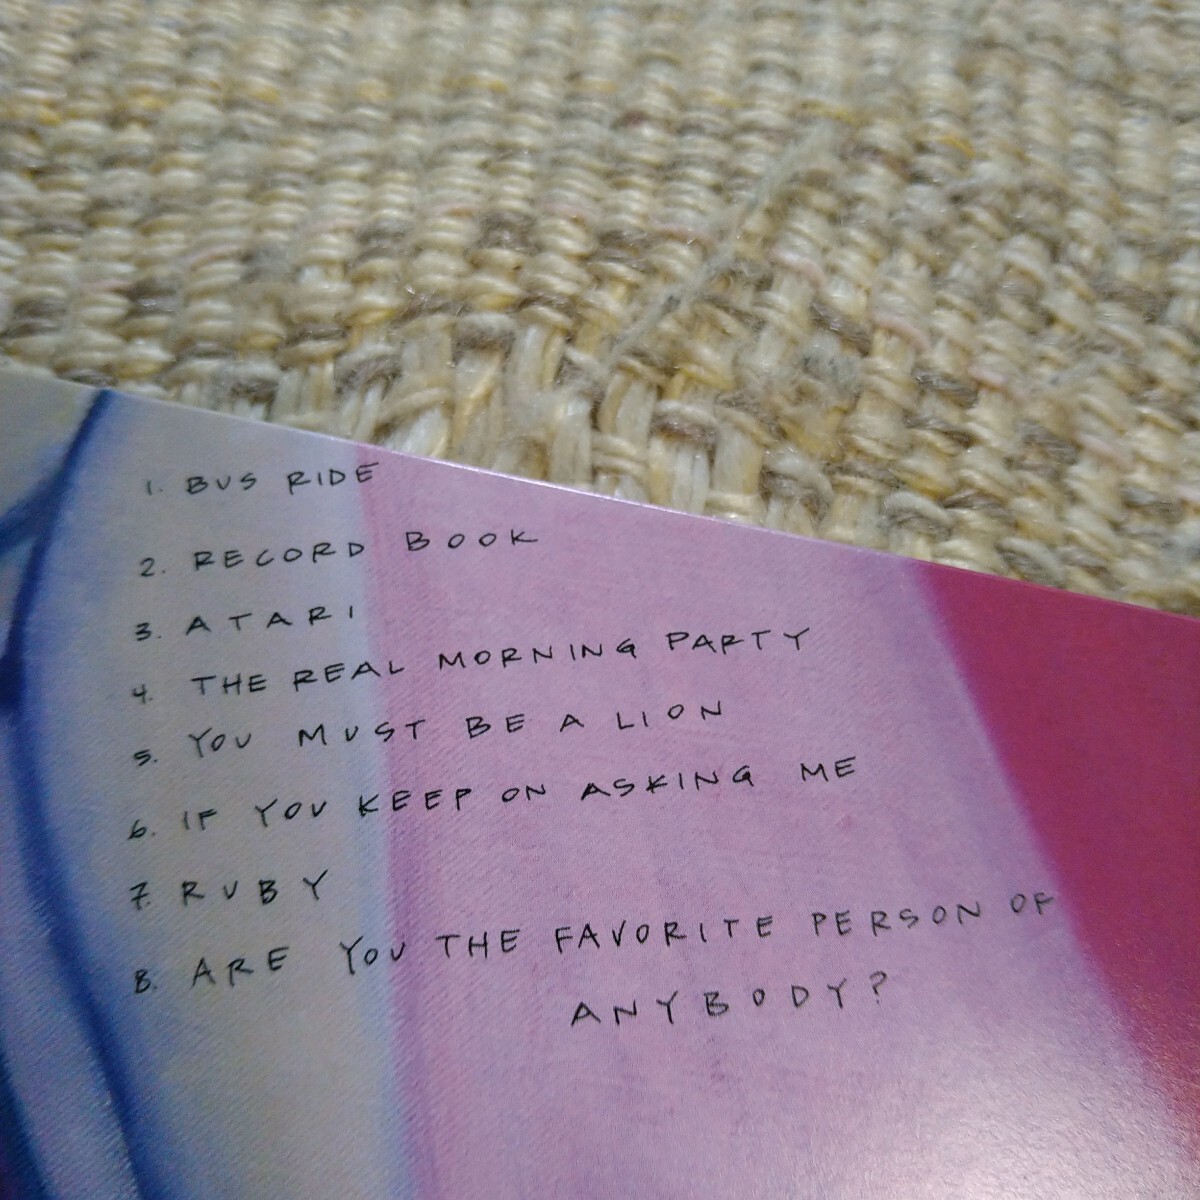 1. BUS RIDE
2. RECORD BOOK
3. ATARI
4. THE REAL MORNING PARTY
5. YOU MUST BE A LION
6. IF YOU KEEP ON ASKING ME
7. RUBY
8. ARE YOU THE FAVORITE PERSON OF
ANYBODY?